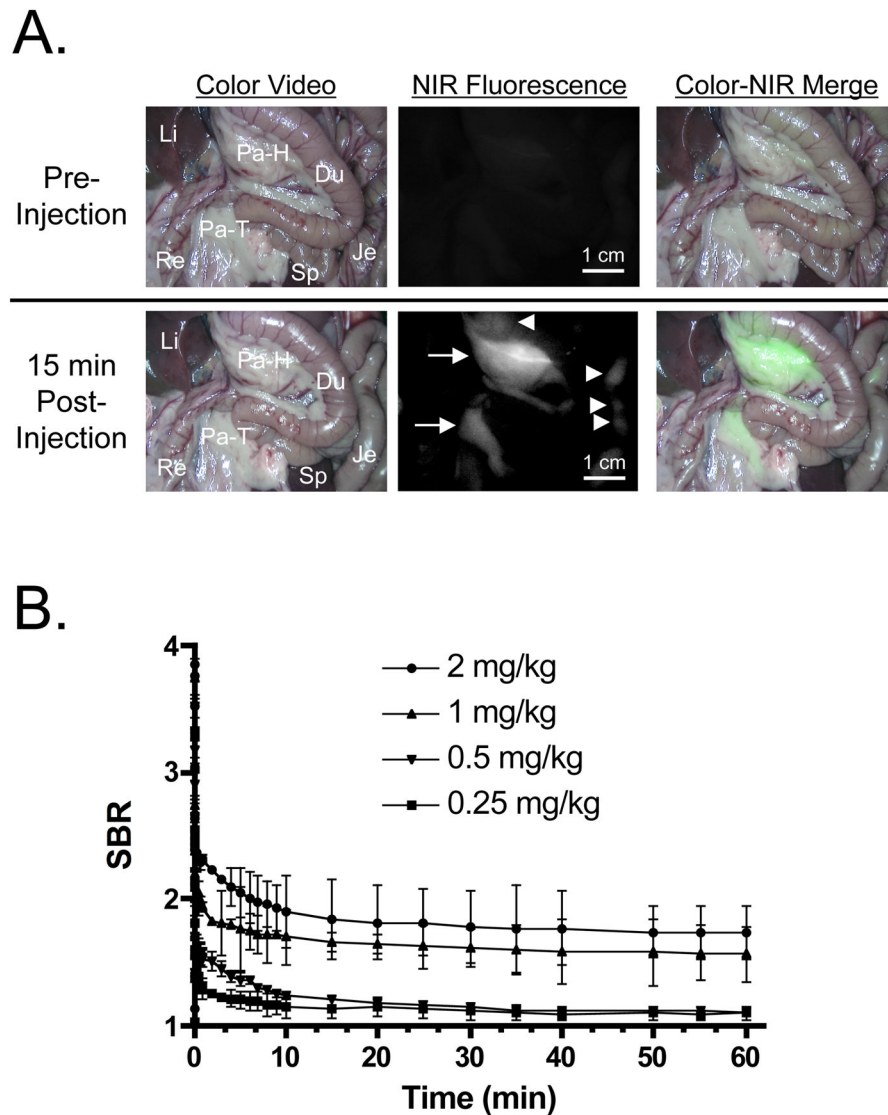 A.
Color Video NIR Fluorescence Color-NIR Merge
Pre-
Injection
Li
Pa-H
Du
Pa-T
Re
Sp
Je
1 cm
15 min
Post-
Injection
Li
Pa-H
Du
Pa-T
Re
Sp
Je
1 cm
B.
4
3
2
1
SBR
2 mg/kg
1 mg/kg
0.5 mg/kg
0.25 mg/kg
0 10 20 30 40 50 60
Time (min)